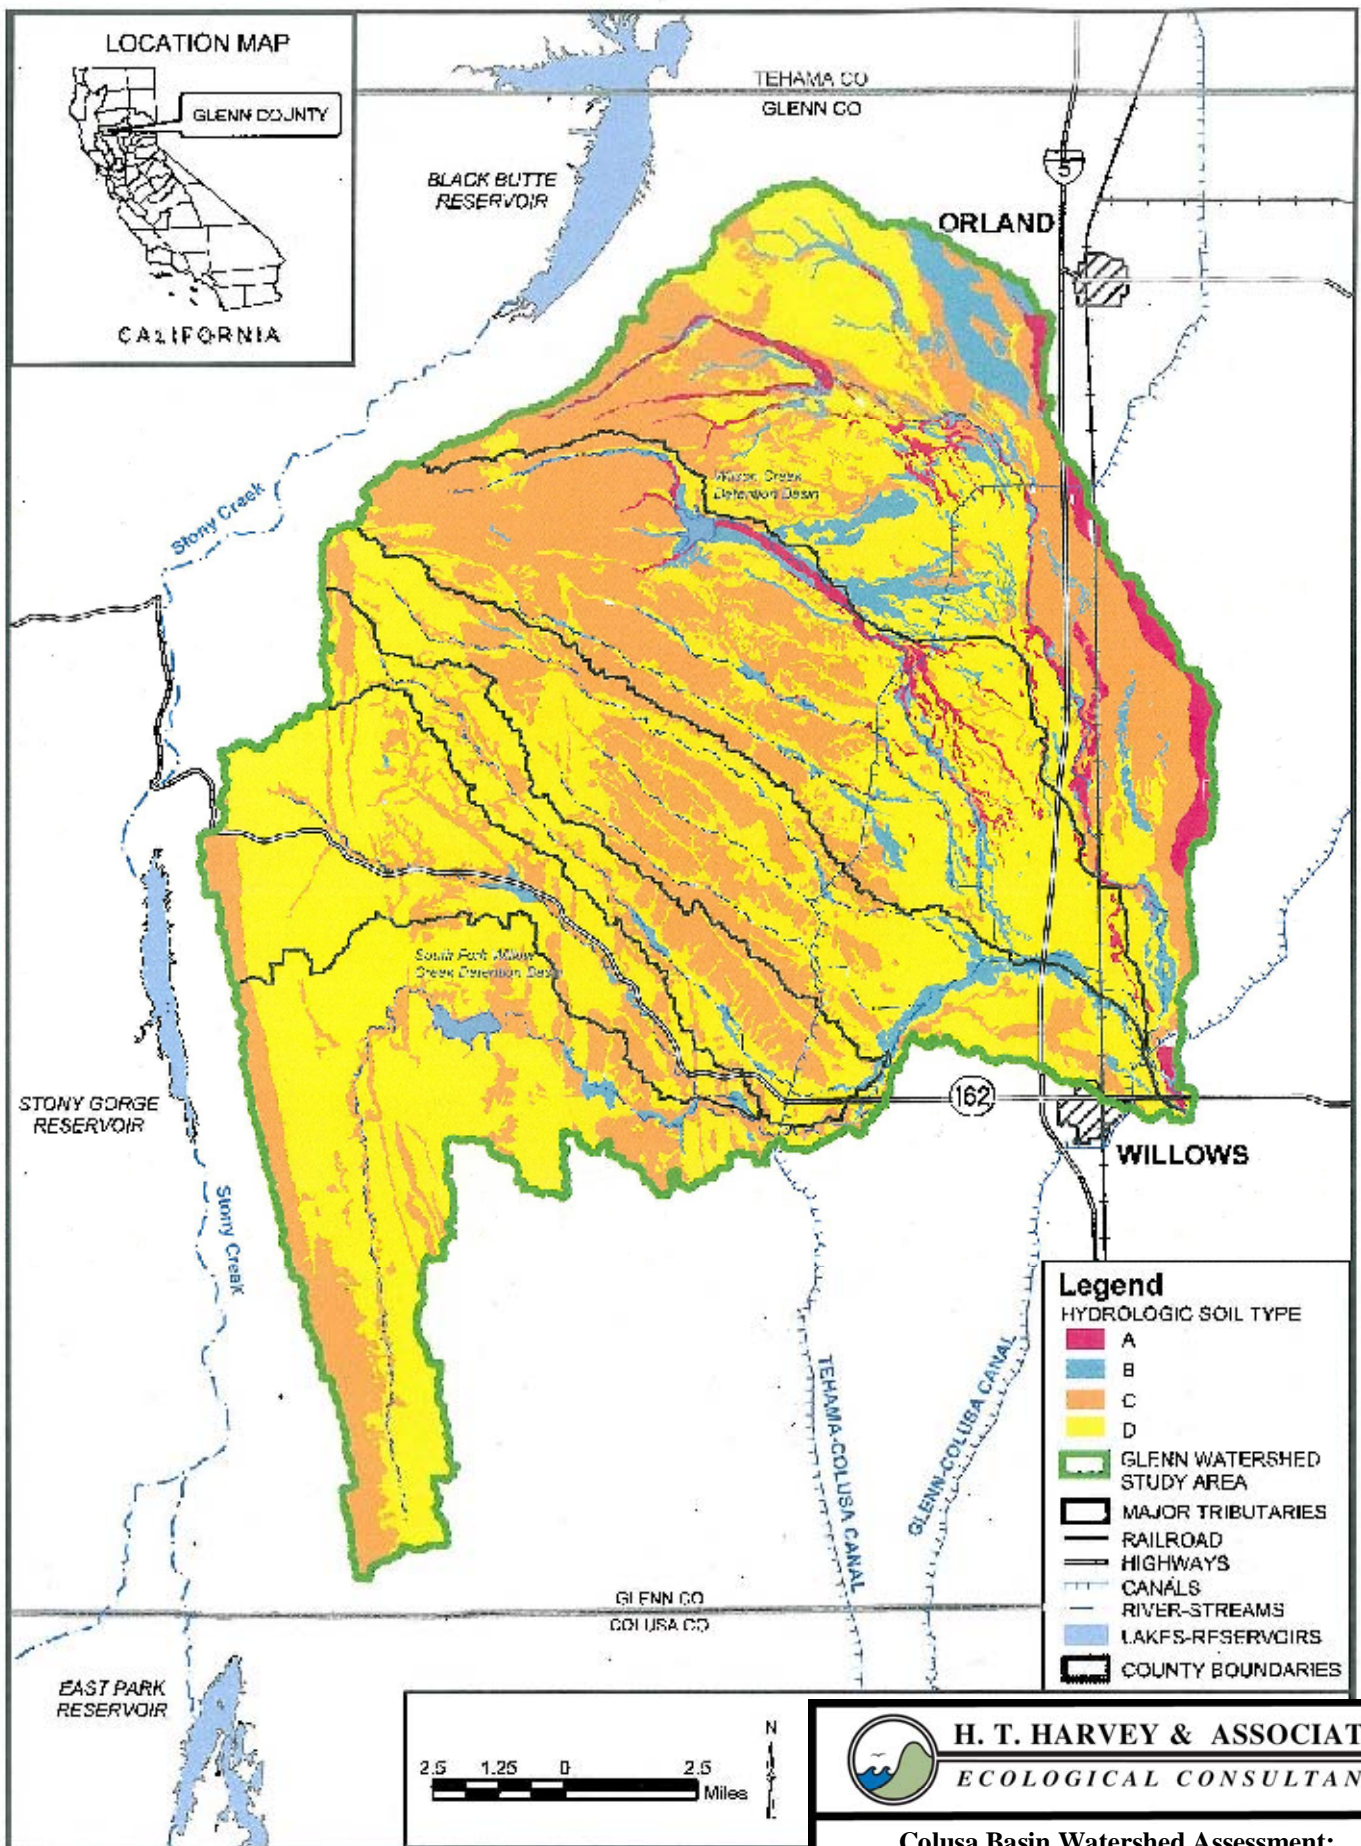 LOCATION MAP
GLENN COUNTY
CALIFORNIA
TEHAMA CO
GLENN CO
BLACK BUTTE
RESERVOIR
5
ORLAND
Wilson Creek
Detention Basin
Stony Creek
South Fork Willow
Creek Detention Basin
STONY GORGE
RESERVOIR
162
WILLOWS
Stony Creek
TEHAMA-COLUSA CANAL
GLENN-COLUSA CANAL
Legend
HYDROLOGIC SOIL TYPE
A
B
C
D
GLENN WATERSHED
STUDY AREA
MAJOR TRIBUTARIES
RAILROAD
HIGHWAYS
CANALS
RIVER-STREAMS
LAKES-RESERVOIRS
COUNTY BOUNDARIES
GLENN CO
COLUSA CO
EAST PARK
RESERVOIR
2.5 1.25 0 2.5
Miles
N
H. T. HARVEY & ASSOCIAT
ECOLOGICAL CONSULTAN
Colusa Basin Watershed Assessment: